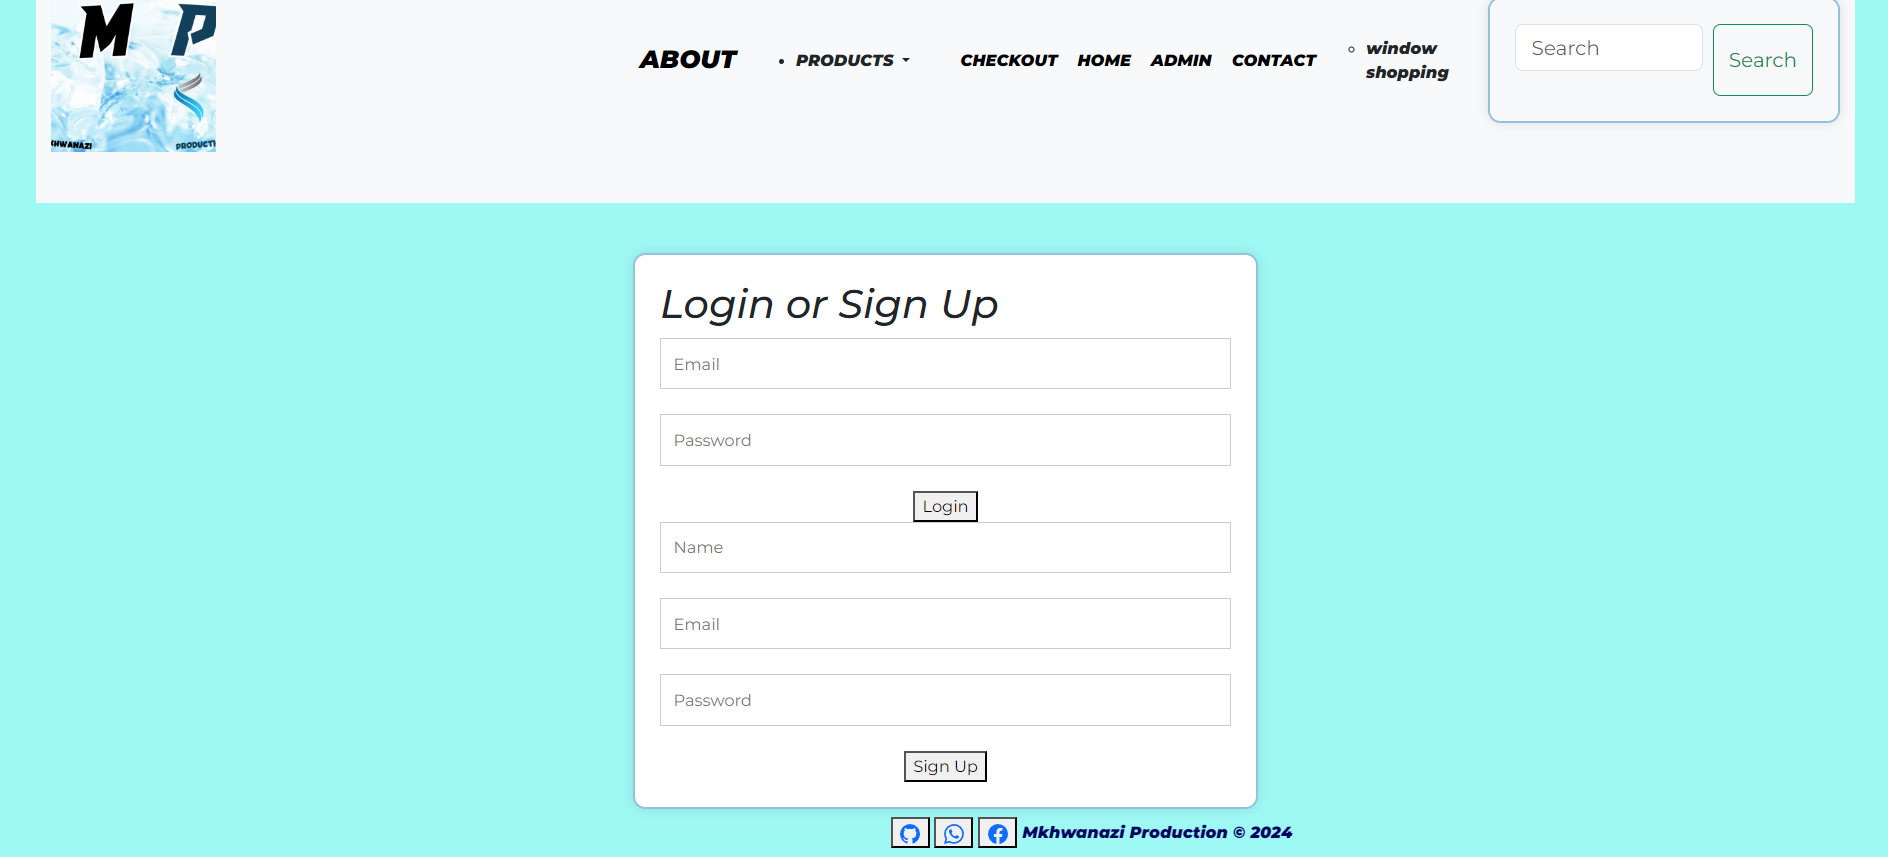 M P
KHWANAZI PRODUCTI
ABOUT
PRODUCTS
CHECKOUT HOME ADMIN CONTACT
window
shopping
Search
Search
Login or Sign Up
Email
Password
Login
Name
Email
Password
Sign Up
Mkhwanazi Production © 2024